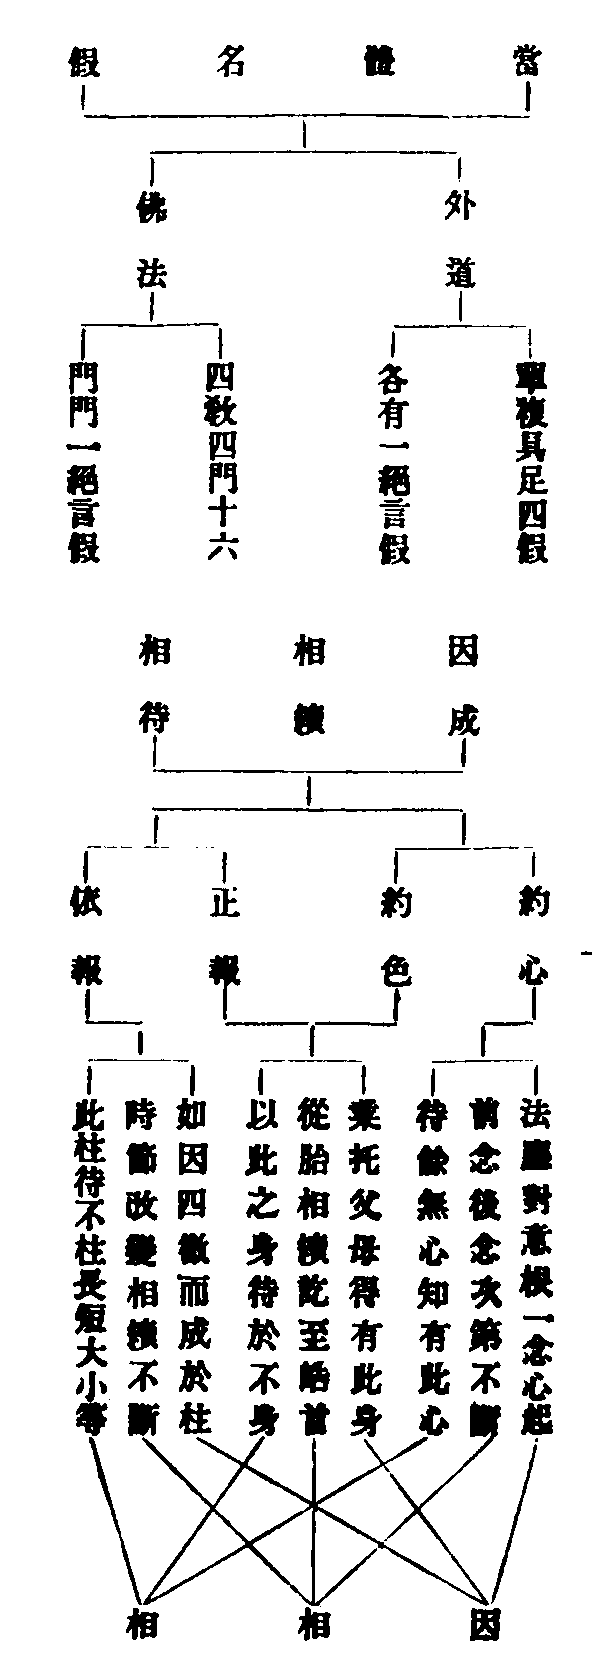 當體名假
外道
佛法
單複具足四假
各有一絕言假
四教四門十六
門門一絕言假
因成
相續
相待
約心
約色
正報
依報
法塵對意根一念心起
前念後念次第不斷
待餘無心知有此心
業托父母得有此身
從胎相續訖至皓首
以此之身待於不身
如因四微而成於柱
時節改變相續不斷
此柱待不柱長短大小等
因
相
相